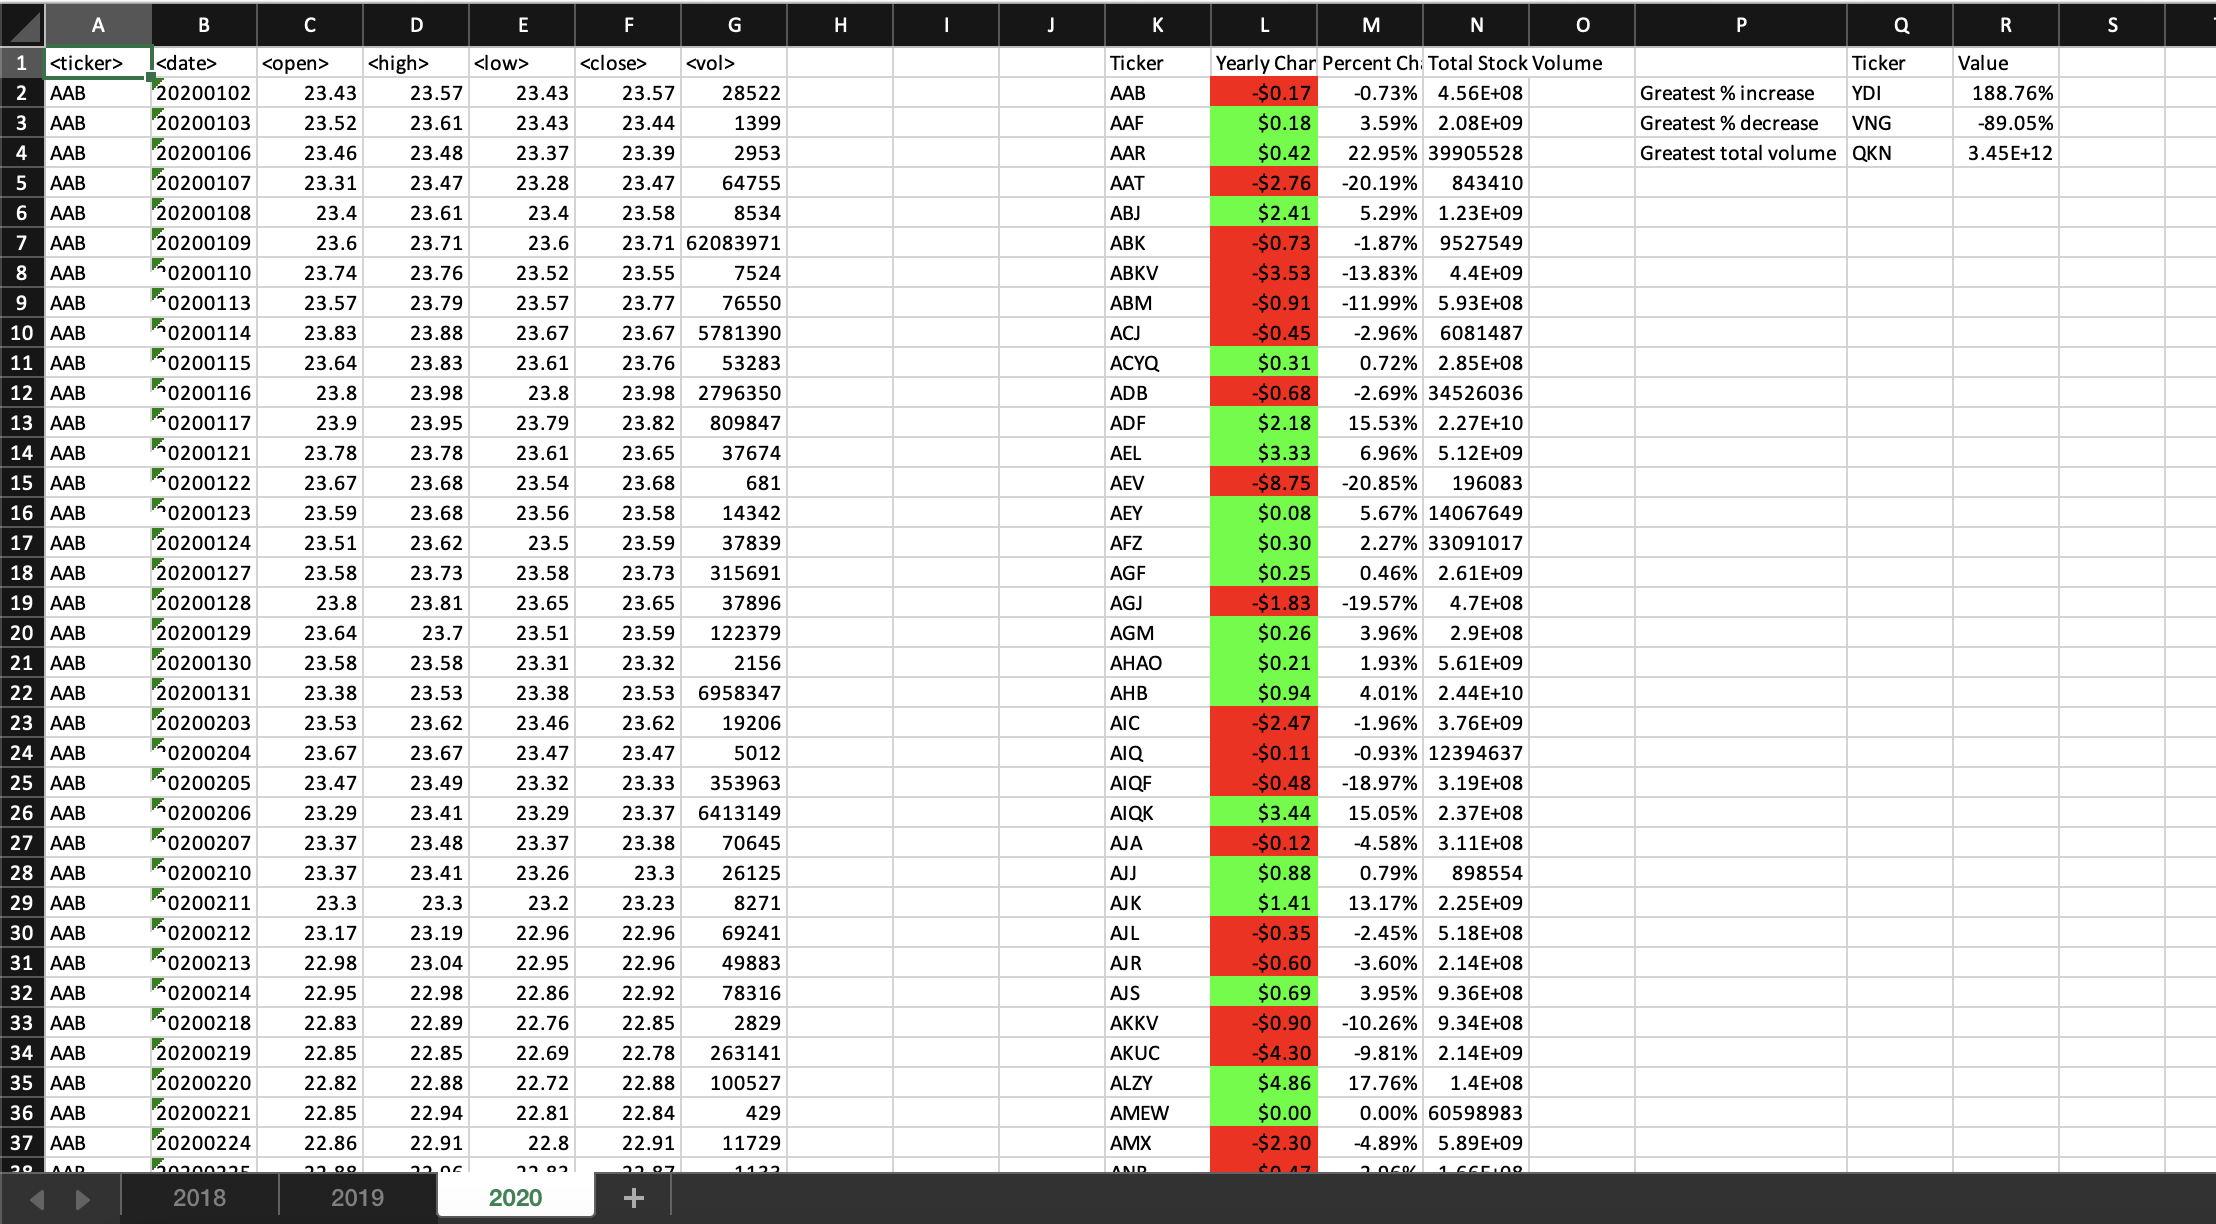 A B C D E F G H I J K L M N O P Q R S
1 <ticker> <date> <open> <high> <low> <close> <vol> Ticker Yearly Char Percent Ch Total Stock Volume Ticker Value
2 AAB 20200102 23.43 23.57 23.43 23.57 28522 AAB -$0.17 -0.73% 4.56E+08 Greatest % increase YDI 188.76%
3 AAB 20200103 23.52 23.61 23.43 23.44 1399 AAF $0.18 3.59% 2.08E+09 Greatest % decrease VNG -89.05%
4 AAB 20200106 23.46 23.48 23.37 23.39 2953 AAR $0.42 22.95% 39905528 Greatest total volume QKN 3.45E+12
5 AAB 20200107 23.31 23.47 23.28 23.47 64755 AAT -$2.76 -20.19% 843410
6 AAB 20200108 23.4 23.61 23.4 23.58 8534 ABJ $2.41 5.29% 1.23E+09
7 AAB 20200109 23.6 23.71 23.6 23.71 62083971 ABK -$0.73 -1.87% 9527549
8 AAB 20200110 23.74 23.76 23.52 23.55 7524 ABKV -$3.53 -13.83% 4.4E+09
9 AAB 20200113 23.57 23.79 23.57 23.77 76550 ABM -$0.91 -11.99% 5.93E+08
10 AAB 20200114 23.83 23.88 23.67 23.67 5781390 ACJ -$0.45 -2.96% 6081487
11 AAB 20200115 23.64 23.83 23.61 23.76 53283 ACYQ $0.31 0.72% 2.85E+08
12 AAB 20200116 23.8 23.98 23.8 23.98 2796350 ADB -$0.68 -2.69% 34526036
13 AAB 20200117 23.9 23.95 23.79 23.82 809847 ADF $2.18 15.53% 2.27E+10
14 AAB 20200121 23.78 23.78 23.61 23.65 37674 AEL $3.33 6.96% 5.12E+09
15 AAB 20200122 23.67 23.68 23.54 23.68 681 AEV -$8.75 -20.85% 196083
16 AAB 20200123 23.59 23.68 23.56 23.58 14342 AEY $0.08 5.67% 14067649
17 AAB 20200124 23.51 23.62 23.5 23.59 37839 AFZ $0.30 2.27% 33091017
18 AAB 20200127 23.58 23.73 23.58 23.73 315691 AGF $0.25 0.46% 2.61E+09
19 AAB 20200128 23.8 23.81 23.65 23.65 37896 AGJ -$1.83 -19.57% 4.7E+08
20 AAB 20200129 23.64 23.7 23.51 23.59 122379 AGM $0.26 3.96% 2.9E+08
21 AAB 20200130 23.58 23.58 23.31 23.32 2156 AHAO $0.21 1.93% 5.61E+09
22 AAB 20200131 23.38 23.53 23.38 23.53 6958347 AHB $0.94 4.01% 2.44E+10
23 AAB 20200203 23.53 23.62 23.46 23.62 19206 AIC -$2.47 -1.96% 3.76E+09
24 AAB 20200204 23.67 23.67 23.47 23.47 5012 AIQ -$0.11 -0.93% 12394637
25 AAB 20200205 23.47 23.49 23.32 23.33 353963 AIQF -$0.48 -18.97% 3.19E+08
26 AAB 20200206 23.29 23.41 23.29 23.37 6413149 AIQK $3.44 15.05% 2.37E+08
27 AAB 20200207 23.37 23.48 23.37 23.38 70645 AJA -$0.12 -4.58% 3.11E+08
28 AAB 20200210 23.37 23.41 23.26 23.3 26125 AJJ $0.88 0.79% 898554
29 AAB 20200211 23.3 23.3 23.2 23.23 8271 AJK $1.41 13.17% 2.25E+09
30 AAB 20200212 23.17 23.19 22.96 22.96 69241 AJL -$0.35 -2.45% 5.18E+08
31 AAB 20200213 22.98 23.04 22.95 22.96 49883 AJR -$0.60 -3.60% 2.14E+08
32 AAB 20200214 22.95 22.98 22.86 22.92 78316 AJS $0.69 3.95% 9.36E+08
33 AAB 20200218 22.83 22.89 22.76 22.85 2829 AKKV -$0.90 -10.26% 9.34E+08
34 AAB 20200219 22.85 22.85 22.69 22.78 263141 AKUC -$4.30 -9.81% 2.14E+09
35 AAB 20200220 22.82 22.88 22.72 22.88 100527 ALZY $4.86 17.76% 1.4E+08
36 AAB 20200221 22.85 22.94 22.81 22.84 429 AMEW $0.00 0.00% 60598983
37 AAB 20200224 22.86 22.91 22.8 22.91 11729 AMX -$2.30 -4.89% 5.89E+09
2018 2019 2020 +